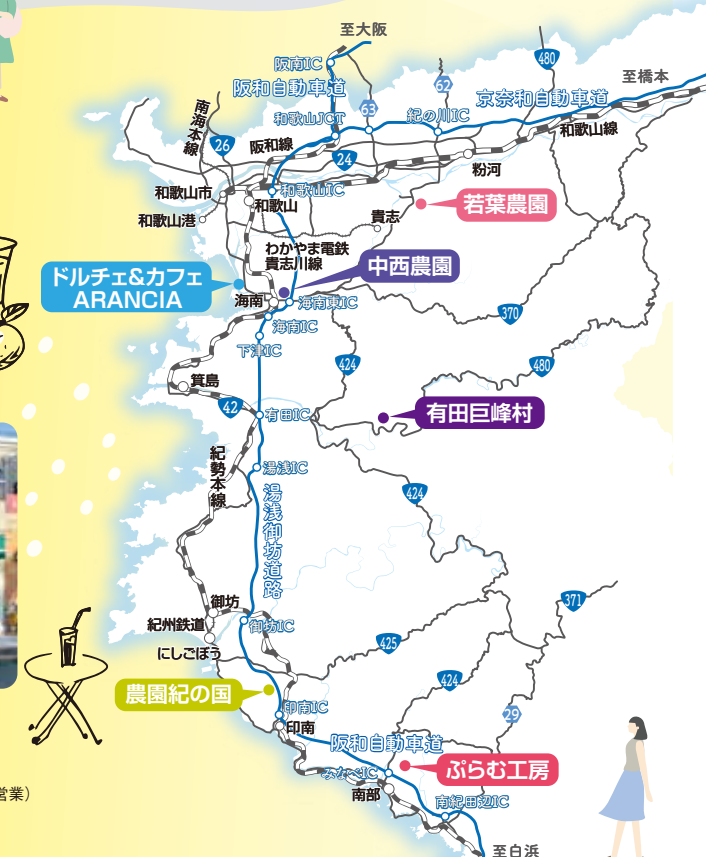 至大阪
阪南IC
480
至橋本
阪和自動車道
62
京奈和自動車道
南海本線
63
和歌山JCT
紀の川IC
和歌山線
26
阪和線
24
粉河
和歌山市
和歌山IC
和歌山
若葉農園
和歌山港
貴志
わかやま電鉄
貴志川線
中西農園
ドルチェ&カフェ
ARANCIA
海南
海南東IC
370
海南IC
下津IC
424
480
箕島
42
有田IC
有田巨峰村
紀勢本線
湯浅IC
424
湯浅御坊道路
371
御坊
紀州鉄道
御坊IC
425
にしごぼう
424
農園紀の国
印南IC
29
印南
阪和自動車道
みなべIC
ぷらむ工房
南部
営業）
南紀田辺IC
至白浜